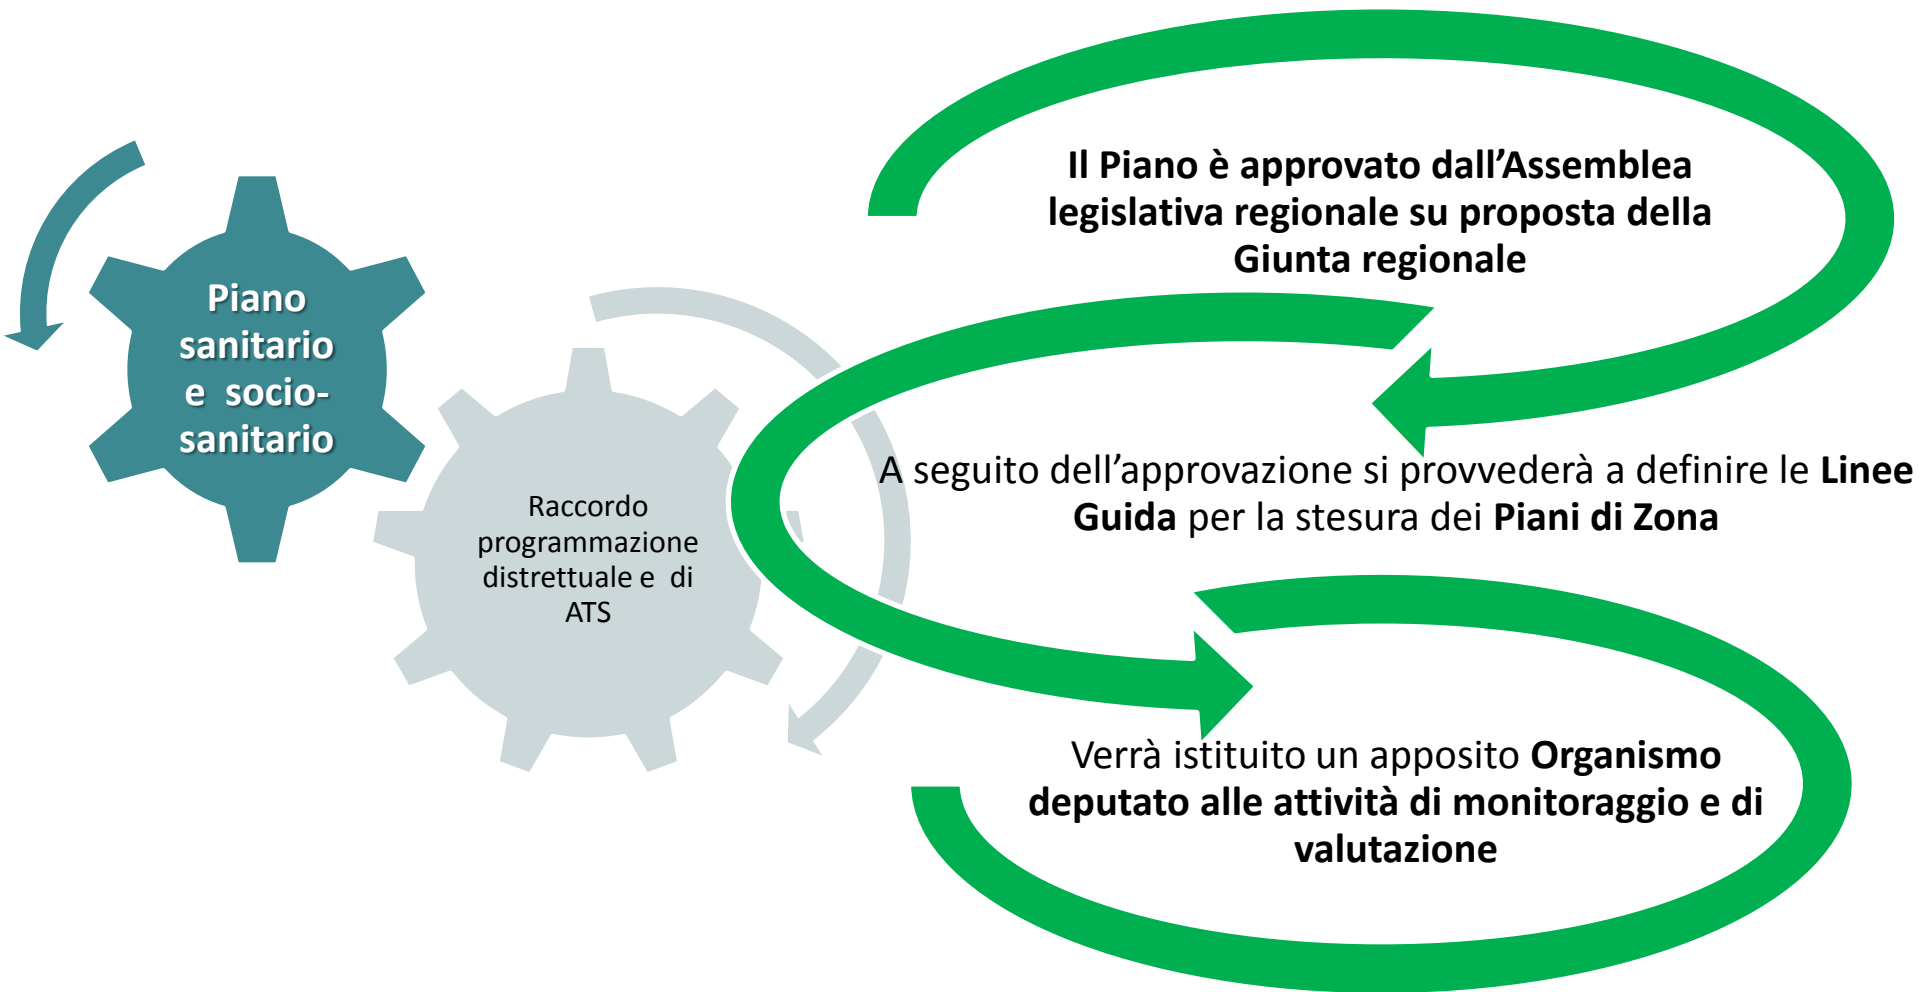 Piano
sanitario
e socio-
sanitario
Raccordo
programmazione
distrettuale e di
ATS
Il Piano è approvato dall’Assemblea
legislativa regionale su proposta della
Giunta regionale
A seguito dell’approvazione si provvederà a definire le Linee
Guida per la stesura dei Piani di Zona
Verrà istituito un apposito Organismo
deputato alle attività di monitoraggio e di
valutazione